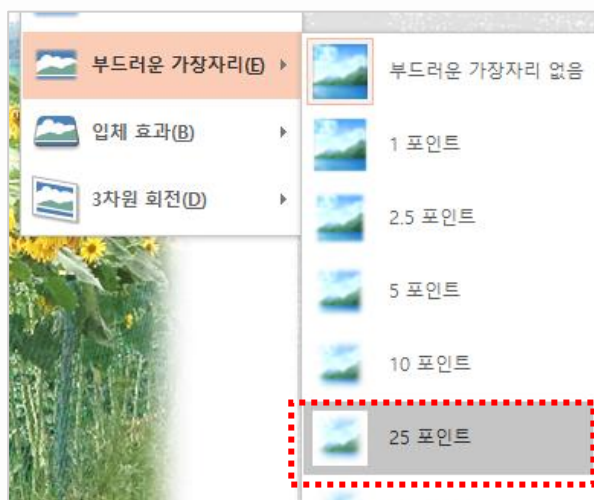 부드러운 가장자리(E)
입체 효과(B)
3차원 회전(D)
부드러운 가장자리 없음
1 포인트
2.5 포인트
5 포인트
10 포인트
25 포인트